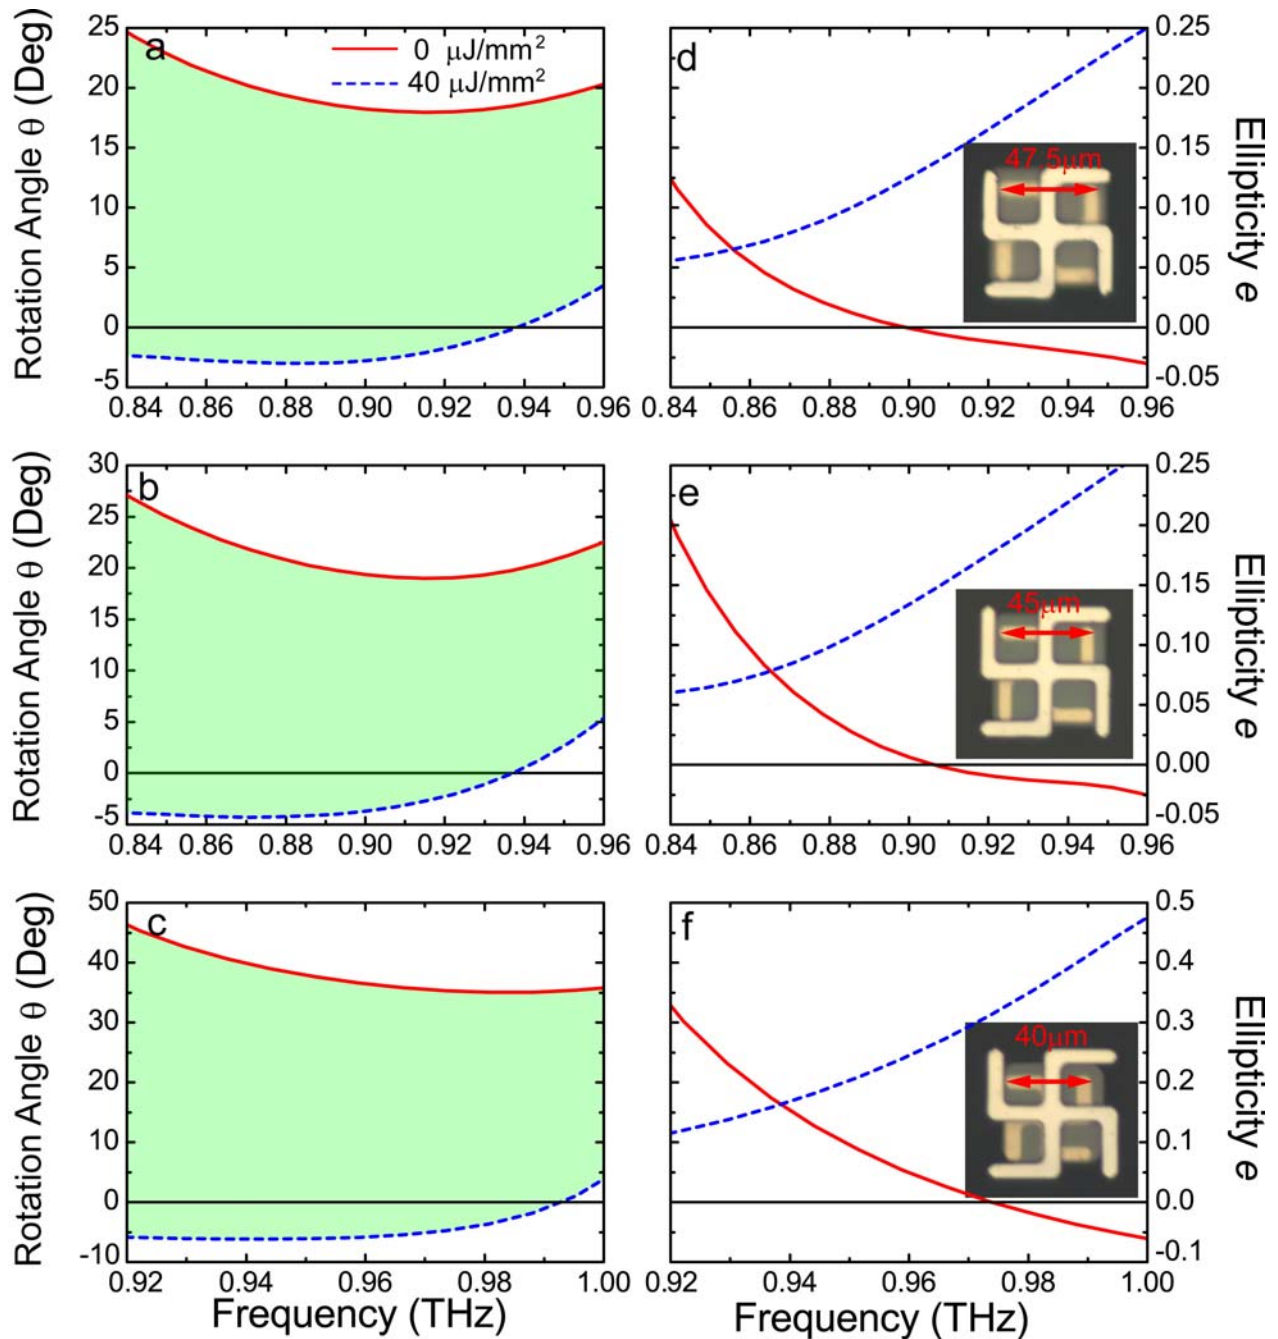 a
0 μJ/mm²
40 μJ/mm²
Rotation Angle θ (Deg)
25
20
15
10
5
0
-5
0.84 0.86 0.88 0.90 0.92 0.94 0.96
d
47.5μm
Ellipticity e
0.25
0.20
0.15
0.10
0.05
0.00
-0.05
0.84 0.86 0.88 0.90 0.92 0.94 0.96
b
Rotation Angle θ (Deg)
30
25
20
15
10
5
0
-5
0.84 0.86 0.88 0.90 0.92 0.94 0.96
e
45μm
Ellipticity e
0.25
0.20
0.15
0.10
0.05
0.00
-0.05
0.84 0.86 0.88 0.90 0.92 0.94 0.96
c
Rotation Angle θ (Deg)
50
40
30
20
10
0
-10
0.92 0.94 0.96 0.98 1.00
Frequency (THz)
f
40μm
Ellipticity e
0.5
0.4
0.3
0.2
0.1
0.0
-0.1
0.92 0.94 0.96 0.98 1.00
Frequency (THz)